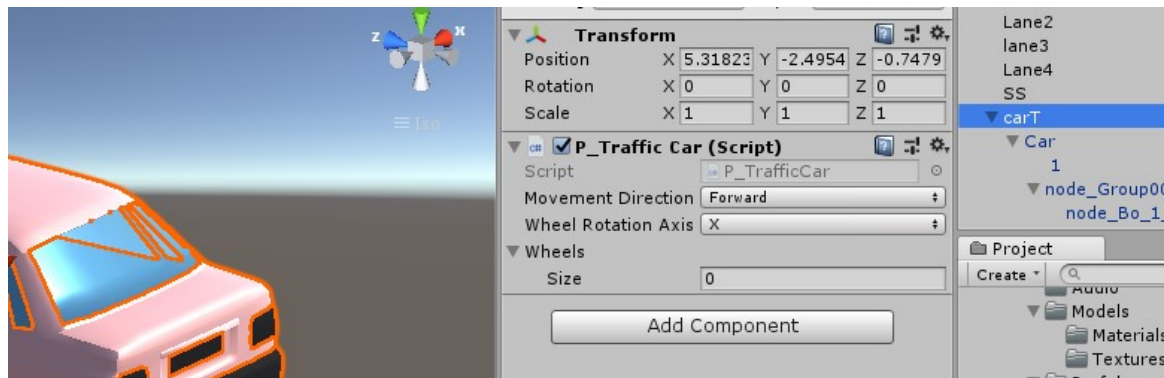 z
x
Iso
Transform
Position X 5.31823 Y -2.4954 Z -0.7479
Rotation X 0 Y 0 Z 0
Scale X 1 Y 1 Z 1
C# P_Traffic Car (Script)
Script P_TrafficCar
Movement Direction Forward
Wheel Rotation Axis X
Wheels
Size 0
Add Component
Lane2
lane3
Lane4
SS
carT
Car
1
node_Group00
node_Bo_1_
Project
Create
Audio
Models
Materials
Textures